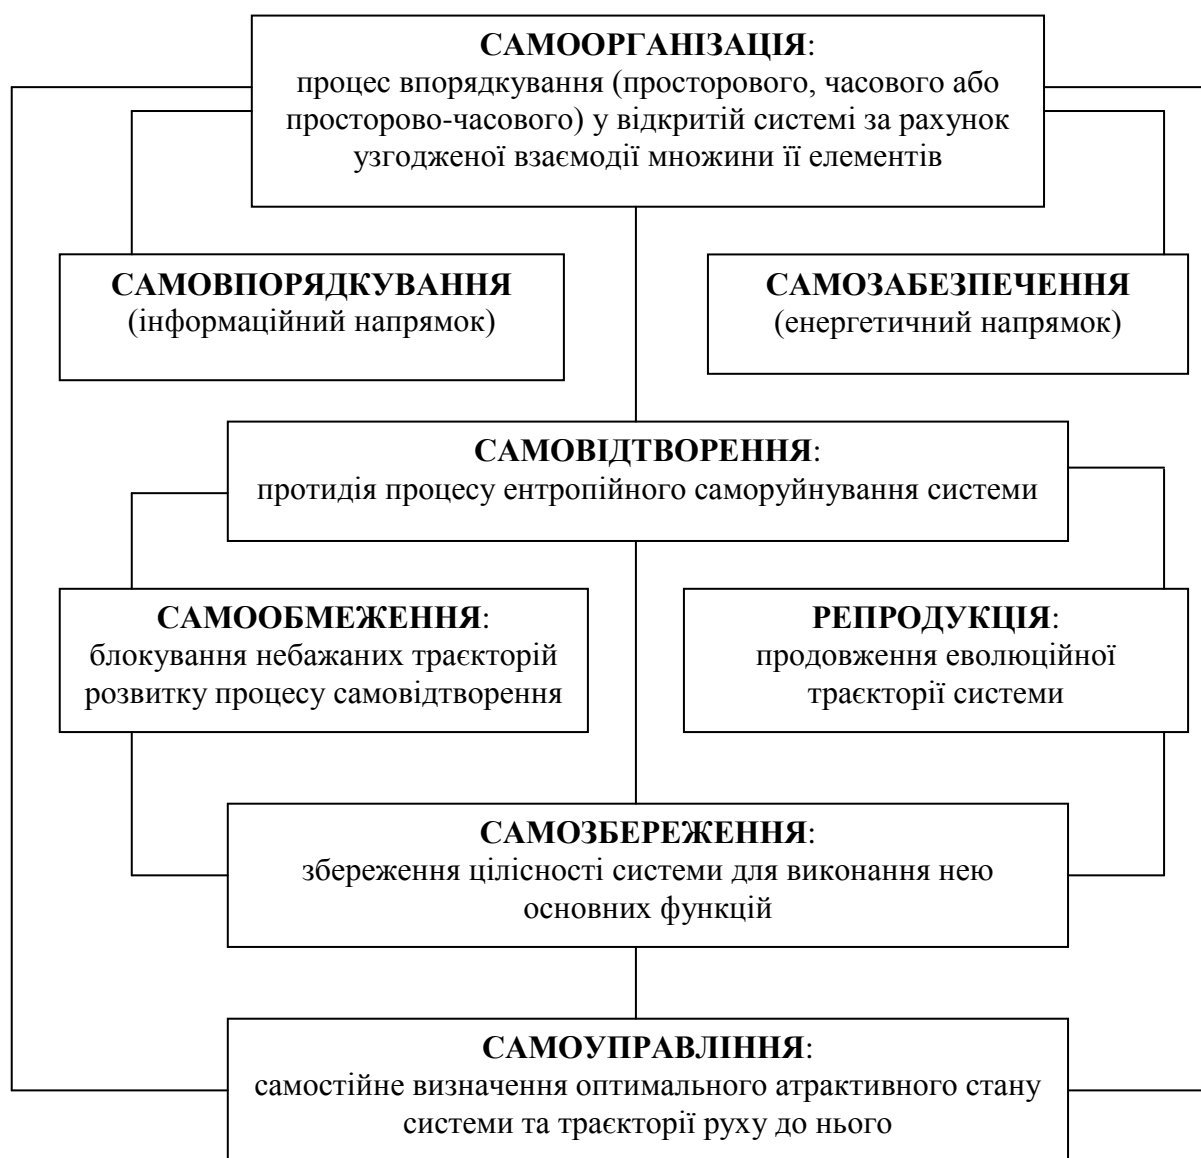 САМООРГАНІЗАЦІЯ:
процес впорядкування (просторового, часового або
просторово-часового) у відкритій системі за рахунок
узгодженої взаємодії множини її елементів
САМОВПОРЯДКУВАННЯ
(інформаційний напрямок)
САМОЗАБЕЗПЕЧЕННЯ
(енергетичний напрямок)
САМОВІДТВОРЕННЯ:
протидія процесу ентропійного саморуйнування системи
САМООБМЕЖЕННЯ:
блокування небажаних траєкторій
розвитку процесу самовідтворення
РЕПРОДУКЦІЯ:
продовження еволюційної
траєкторії системи
САМОЗБЕРЕЖЕННЯ:
збереження цілісності системи для виконання нею
основних функцій
САМОУПРАВЛІННЯ:
самостійне визначення оптимального атрактивного стану
системи та траєкторії руху до нього